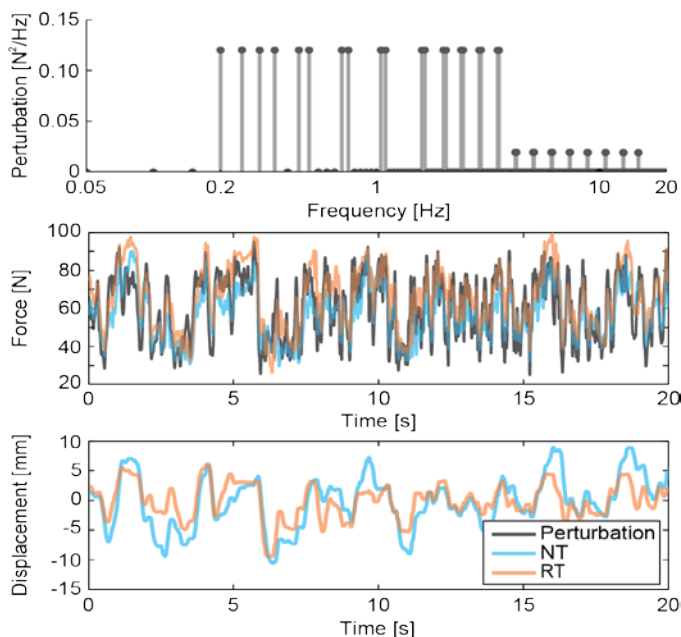 Perturbation [N²/Hz]
0.15
0.10
0.05
0
0.05 0.2 1 10 20
Frequency [Hz]
Force [N]
100
80
60
40
20
0 5 10 15 20
Time [s]
Displacement [mm]
10
5
0
-5
-10
-15
Perturbation
NT
RT
0 5 10 15 20
Time [s]